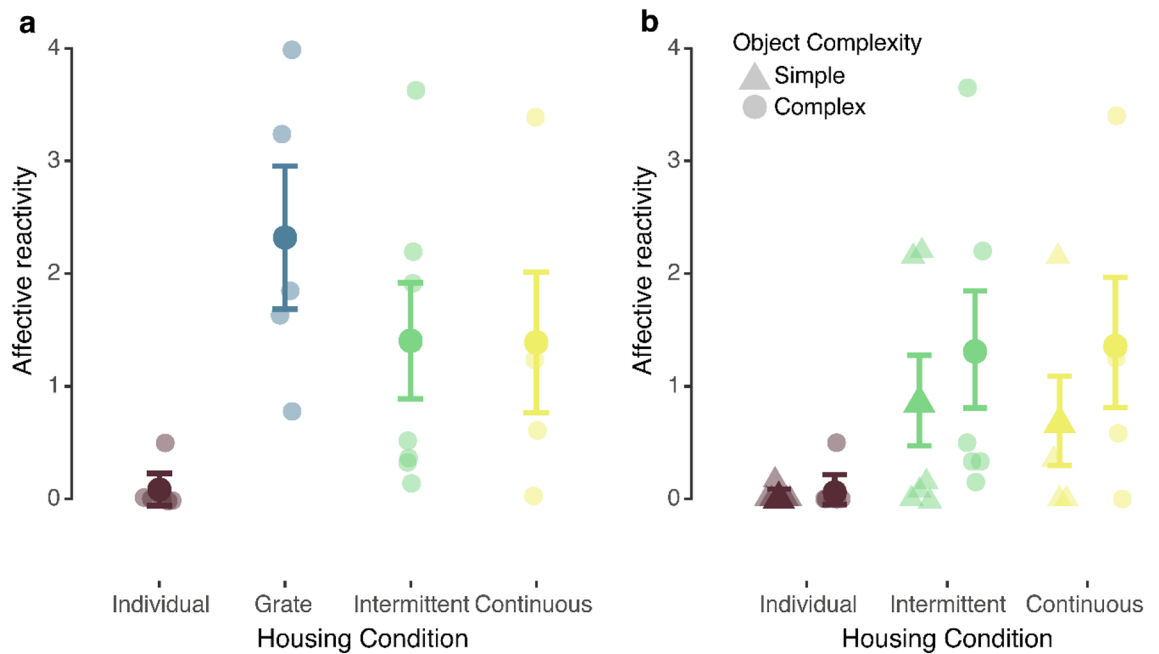 a
4
3
2
1
0
Affective reactivity
Individual Grate Intermittent Continuous
Housing Condition
b
Object Complexity
Simple
Complex
4
3
2
1
0
Affective reactivity
Individual Intermittent Continuous
Housing Condition